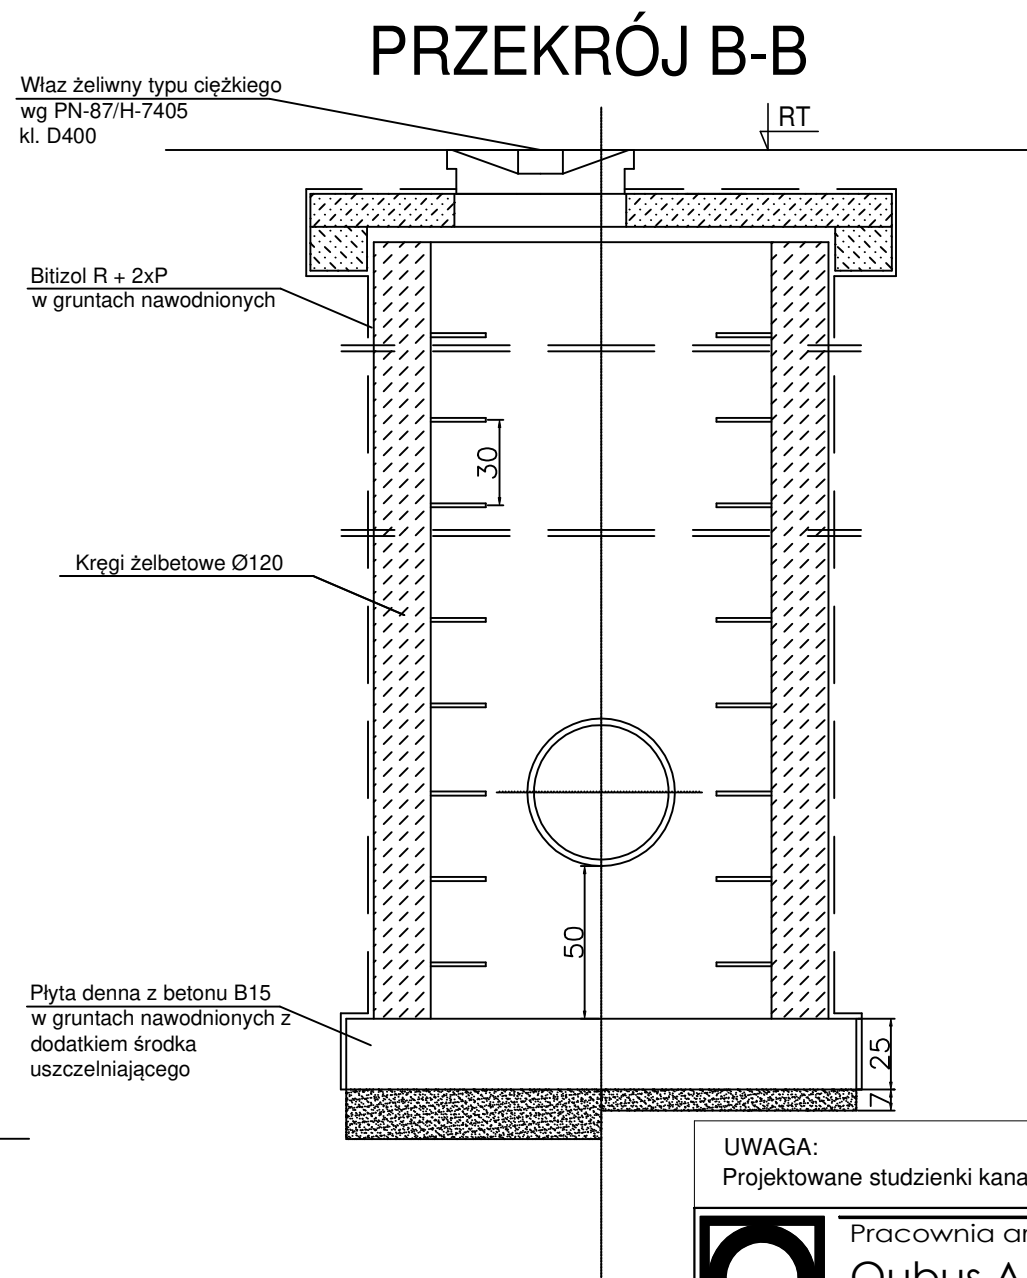 PRZEKRÓJ B-B
Właz żeliwny typu ciężkiego
wg PN-87/H-7405
kl. D400
RT
Bitizol R + 2xP
w gruntach nawodnionych
30
Kręgi żelbetowe Ø120
50
Płyta denna z betonu B15
w gruntach nawodnionych z
dodatkiem środka
uszczelniającego
25
7
UWAGA:
Projektowane studzienki kana
Pracownia ar
Qubus A